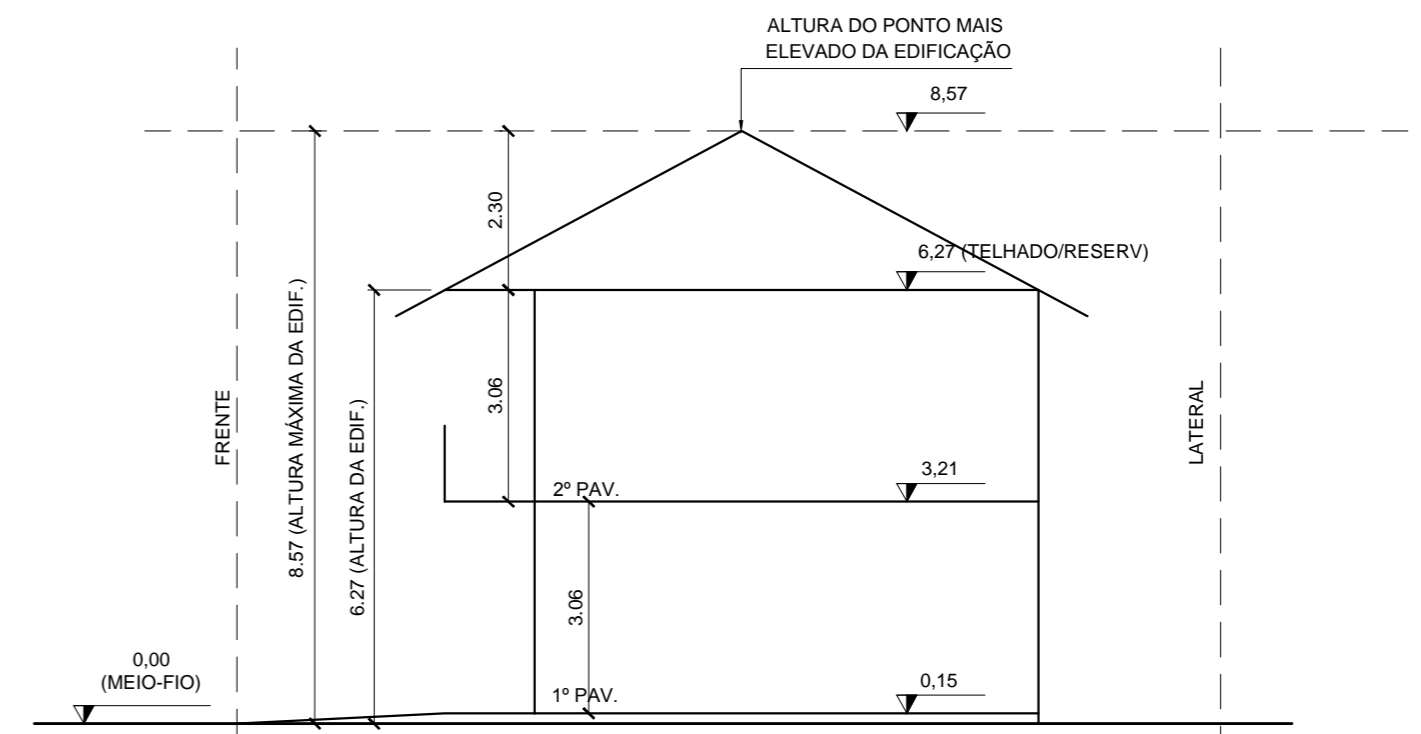 ALTURA DO PONTO MAIS
ELEVADO DA EDIFICAÇÃO
8,57
2.30
6,27 (TELHADO/RESERV)
8.57 (ALTURA MÁXIMA DA EDIF.)
6.27 (ALTURA DA EDIF.)
3.06
FRENTE
LATERAL
3,21
2º PAV.
3.06
0,00
(MEIO-FIO)
0,15
1º PAV.